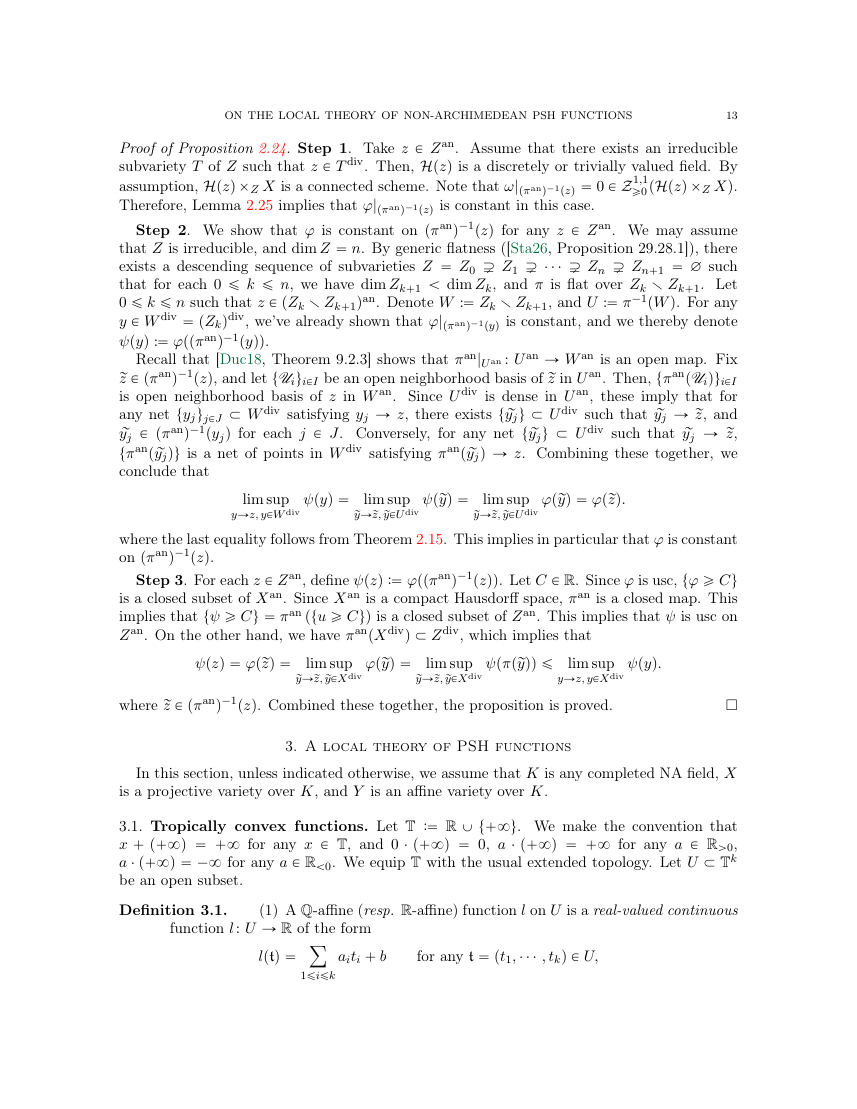 ON THE LOCAL THEORY OF NON-ARCHIMEDEAN PSH FUNCTIONS 13
Proof of Proposition 2.24. Step 1. Take z ∈ Z^an. Assume that there exists an irreducible
subvariety T of Z such that z ∈ T^div. Then, ℋ(z) is a discretely or trivially valued field. By
assumption, ℋ(z) ×_Z X is a connected scheme. Note that ω|_{(π^an)^{-1}(z)} = 0 ∈ 𝒵^{1,1}_{⩾0}(ℋ(z) ×_Z X).
Therefore, Lemma 2.25 implies that φ|_{(π^an)^{-1}(z)} is constant in this case.
Step 2. We show that φ is constant on (π^an)^{-1}(z) for any z ∈ Z^an. We may assume
that Z is irreducible, and dim Z = n. By generic flatness ([Sta26, Proposition 29.28.1]), there
exists a descending sequence of subvarieties Z = Z_0 ⊋ Z_1 ⊋ ··· ⊋ Z_n ⊋ Z_{n+1} = ∅ such
that for each 0 ⩽ k ⩽ n, we have dim Z_{k+1} < dim Z_k, and π is flat over Z_k ∖ Z_{k+1}. Let
0 ⩽ k ⩽ n such that z ∈ (Z_k ∖ Z_{k+1})^an. Denote W := Z_k ∖ Z_{k+1}, and U := π^{-1}(W). For any
y ∈ W^div = (Z_k)^div, we've already shown that φ|_{(π^an)^{-1}(y)} is constant, and we thereby denote
ψ(y) := φ((π^an)^{-1}(y)).
Recall that [Duc18, Theorem 9.2.3] shows that π^an|_{U^an} : U^an → W^an is an open map. Fix
z̃ ∈ (π^an)^{-1}(z), and let {𝒰_i}_{i∈I} be an open neighborhood basis of z̃ in U^an. Then, {π^an(𝒰_i)}_{i∈I}
is open neighborhood basis of z in W^an. Since U^div is dense in U^an, these imply that for
any net {y_j}_{j∈J} ⊂ W^div satisfying y_j → z, there exists {ỹ_j} ⊂ U^div such that ỹ_j → z̃, and
ỹ_j ∈ (π^an)^{-1}(y_j) for each j ∈ J. Conversely, for any net {ỹ_j} ⊂ U^div such that ỹ_j → z̃,
{π^an(ỹ_j)} is a net of points in W^div satisfying π^an(ỹ_j) → z. Combining these together, we
conclude that
lim sup_{y→z, y∈W^div} ψ(y) = lim sup_{ỹ→z̃, ỹ∈U^div} ψ(ỹ) = lim sup_{ỹ→z̃, ỹ∈U^div} φ(ỹ) = φ(z̃).
where the last equality follows from Theorem 2.15. This implies in particular that φ is constant
on (π^an)^{-1}(z).
Step 3. For each z ∈ Z^an, define ψ(z) := φ((π^an)^{-1}(z)). Let C ∈ ℝ. Since φ is usc, {φ ⩾ C}
is a closed subset of X^an. Since X^an is a compact Hausdorff space, π^an is a closed map. This
implies that {ψ ⩾ C} = π^an ({u ⩾ C}) is a closed subset of Z^an. This implies that ψ is usc on
Z^an. On the other hand, we have π^an(X^div) ⊂ Z^div, which implies that
ψ(z) = φ(z̃) = lim sup_{ỹ→z̃, ỹ∈X^div} φ(ỹ) = lim sup_{ỹ→z̃, ỹ∈X^div} ψ(π(ỹ)) ⩽ lim sup_{y→z, y∈X^div} ψ(y).
where z̃ ∈ (π^an)^{-1}(z). Combined these together, the proposition is proved. □
3. A LOCAL THEORY OF PSH FUNCTIONS
In this section, unless indicated otherwise, we assume that K is any completed NA field, X
is a projective variety over K, and Y is an affine variety over K.
3.1. Tropically convex functions. Let 𝕋 := ℝ ∪ {+∞}. We make the convention that
x + (+∞) = +∞ for any x ∈ 𝕋, and 0 · (+∞) = 0, a · (+∞) = +∞ for any a ∈ ℝ_{>0},
a · (+∞) = −∞ for any a ∈ ℝ_{<0}. We equip 𝕋 with the usual extended topology. Let U ⊂ 𝕋^k
be an open subset.
Definition 3.1. (1) A ℚ-affine (resp. ℝ-affine) function l on U is a real-valued continuous
function l : U → ℝ of the form
l(𝔱) = ∑_{1⩽i⩽k} a_i t_i + b for any 𝔱 = (t_1, ··· , t_k) ∈ U,